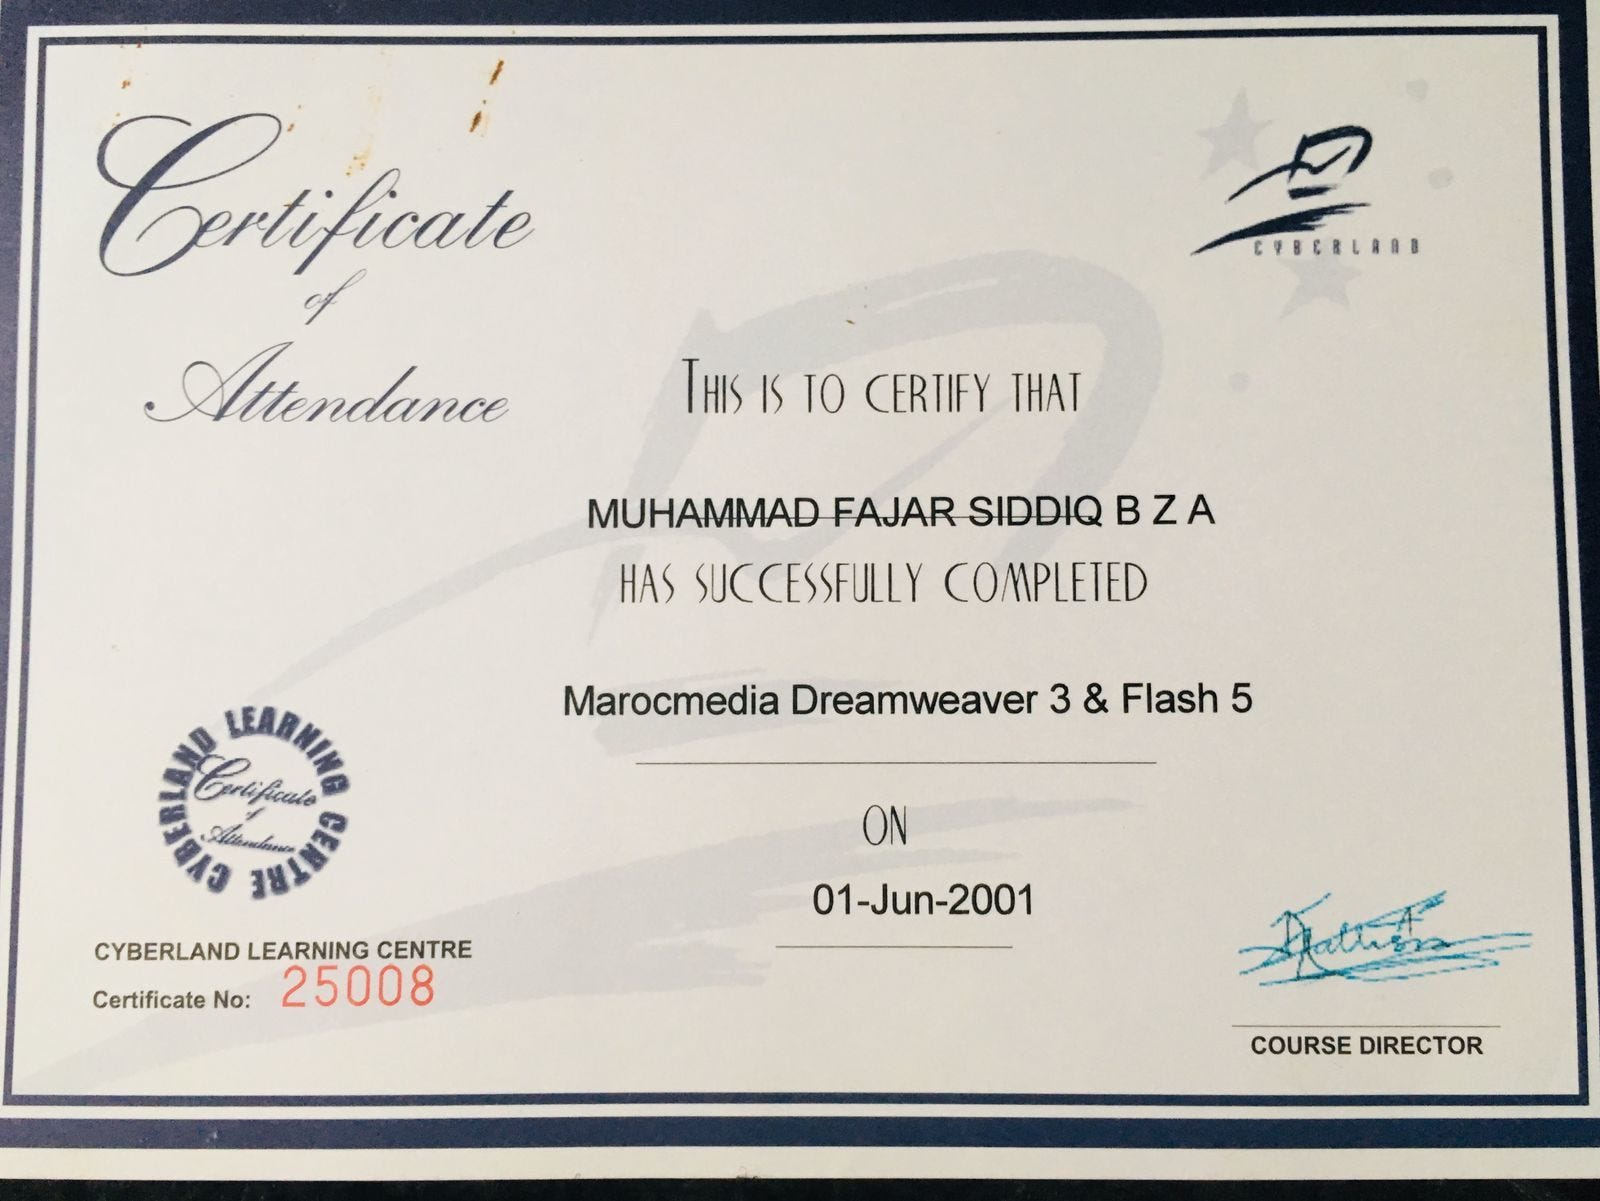 Certificate
of
Attendance
CYBERLAND
THIS IS TO CERTIFY THAT
MUHAMMAD FAJAR SIDDIQ B Z A
HAS SUCCESSFULLY COMPLETED
Marocmedia Dreamweaver 3 & Flash 5
ON
01-Jun-2001
CYBERLAND LEARNING CENTRE
Certificate
of
Attendance
CYBERLAND LEARNING CENTRE
Certificate No: 25008
COURSE DIRECTOR